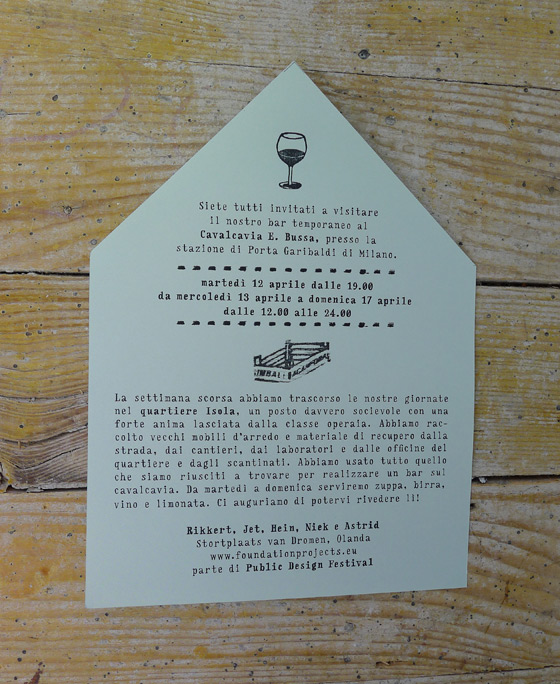 Siete tutti invitati a visitare
il nostro bar temporaneo al
Cavalcavia E. Bussa, presso la
stazione di Porta Garibaldi di Milano.
martedì 12 aprile dalle 19.00
da mercoledì 13 aprile a domenica 17 aprile
dalle 12.00 alle 24.00
La settimana scorsa abbiamo trascorso le nostre giornate
nel quartiere Isola, un posto davvero socievole con una
forte anima lasciata dalla classe operaia. Abbiamo rac-
colto vecchi mobili d'arredo e materiale di recupero dalla
strada, dai cantieri, dai laboratori e dalle officine del
quartiere e dagli scantinati. Abbiamo usato tutto quello
che siamo riusciti a trovare per realizzare un bar sul
cavalcavia. Da martedì a domenica serviremo zuppa, birra,
vino e limonata. Ci auguriamo di potervi rivedere lì!
Rikkert, Jet, Hein, Niek e Astrid
Stortplaats van Dromen, Olanda
www.foundationprojects.eu
parte di Public Design Festival